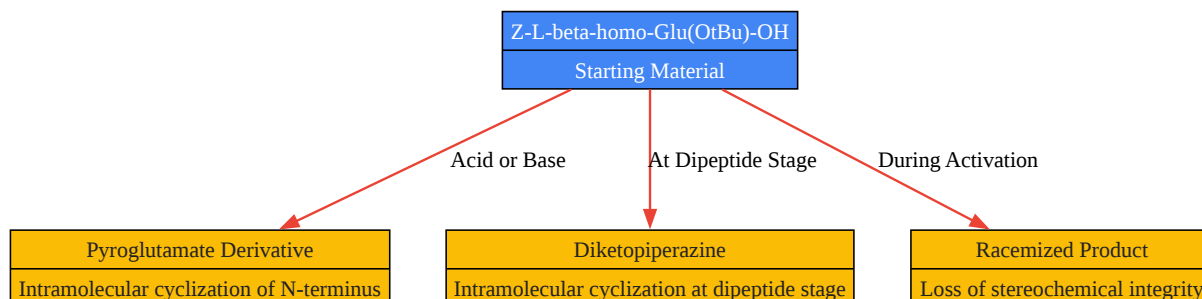 Z-L-beta-homo-Glu(OtBu)-OH
Starting Material
Acid or Base
At Dipeptide Stage
During Activation
Pyroglutamate Derivative
Intramolecular cyclization of N-terminus
Diketopiperazine
Intramolecular cyclization at dipeptide stage
Racemized Product
Loss of stereochemical integrity